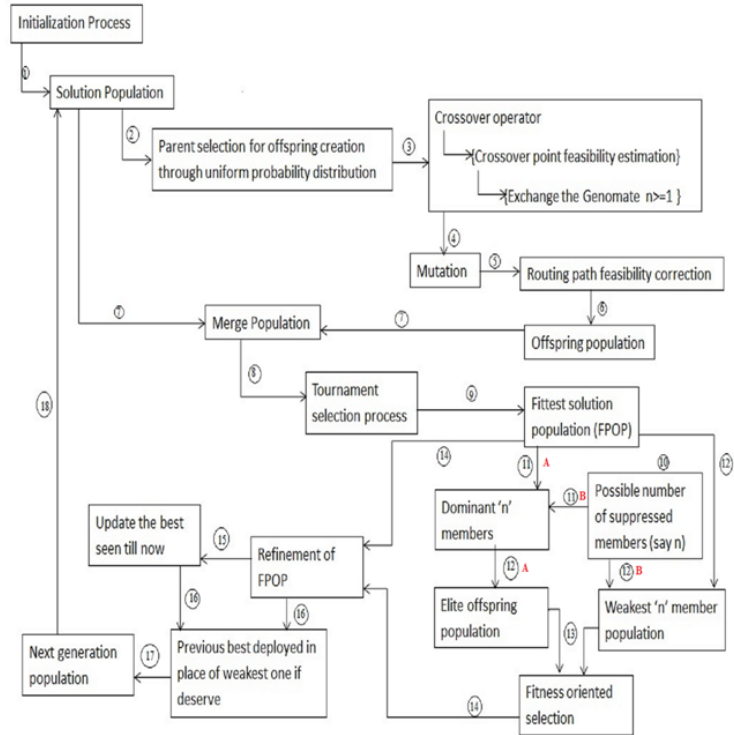 Initialization Process
①
Solution Population
②
Parent selection for offspring creation
through uniform probability distribution
③
Crossover operator
{Crossover point feasibility estimation}
{Exchange the Genomate n>=1 }
④
Mutation
⑤
Routing path feasibility correction
⑥
Offspring population
⑦
⑦
Merge Population
⑧
Tournament
selection process
⑨
Fittest solution
population (FPOP)
⑪ A
⑫
⑭
⑩
Possible number
of suppressed
members (say n)
⑪ B
Dominant 'n'
members
⑫ A
⑫ B
Elite offspring
population
Weakest 'n' member
population
⑬
Fitness oriented
selection
⑭
Refinement of
FPOP
⑮
Update the best
seen till now
⑯
⑯
Previous best deployed in
place of weakest one if
deserve
⑰
Next generation
population
⑱